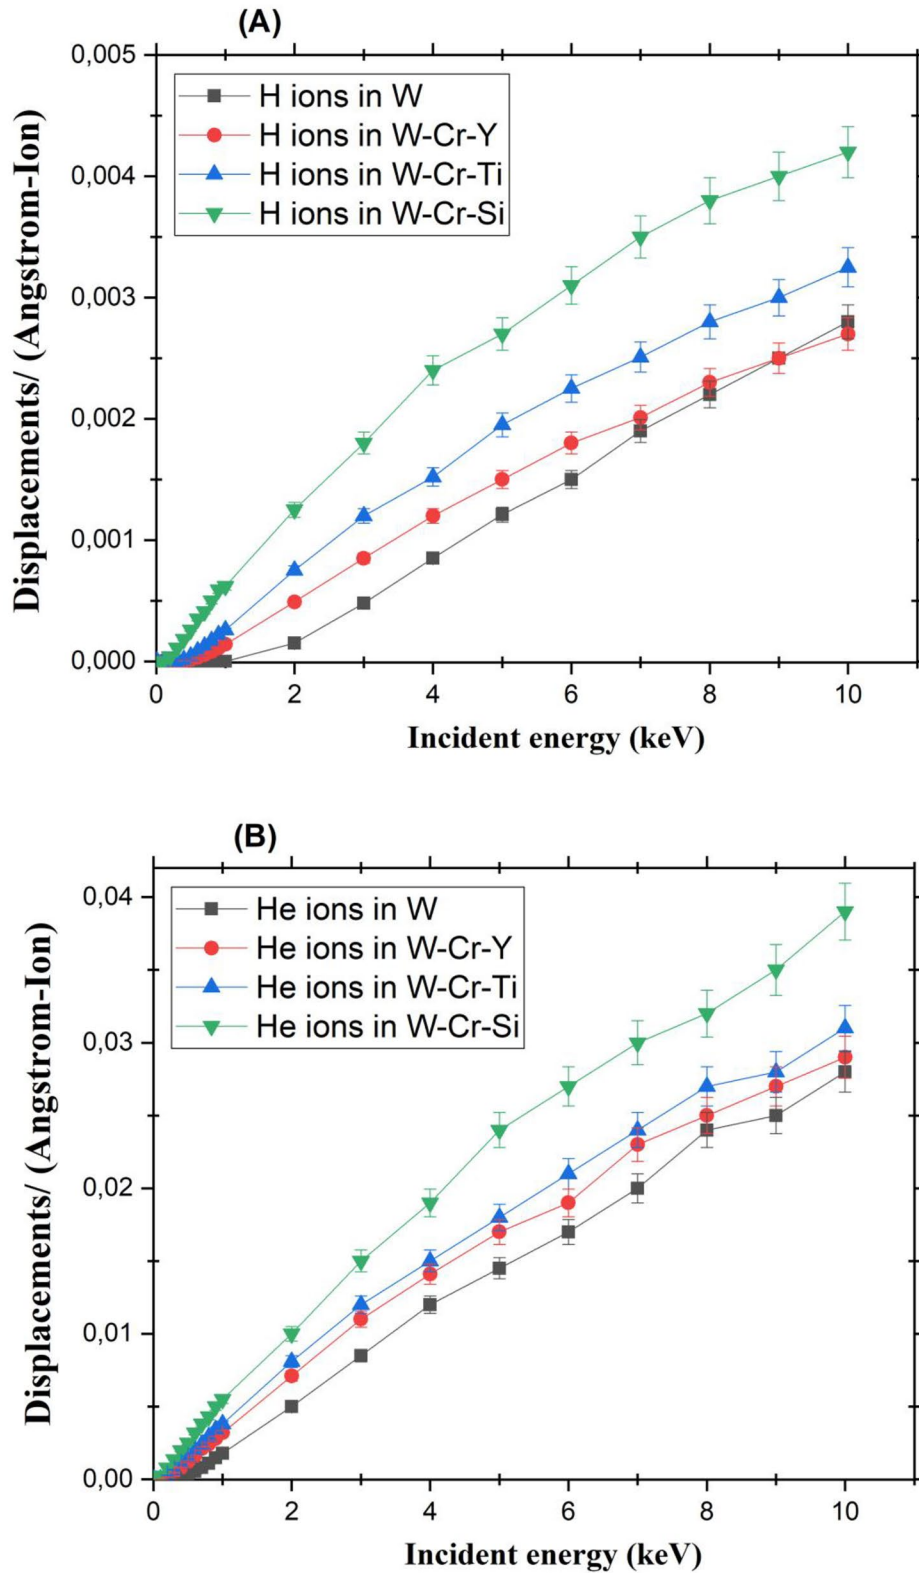 (A)
0,005
0,004
0,003
0,002
0,001
0,000
Displacements/ (Angstrom-Ion)
H ions in W
H ions in W-Cr-Y
H ions in W-Cr-Ti
H ions in W-Cr-Si
0 2 4 6 8 10
Incident energy (keV)
(B)
0,04
0,03
0,02
0,01
0,00
Displacements/ (Angstrom-Ion)
He ions in W
He ions in W-Cr-Y
He ions in W-Cr-Ti
He ions in W-Cr-Si
0 2 4 6 8 10
Incident energy (keV)